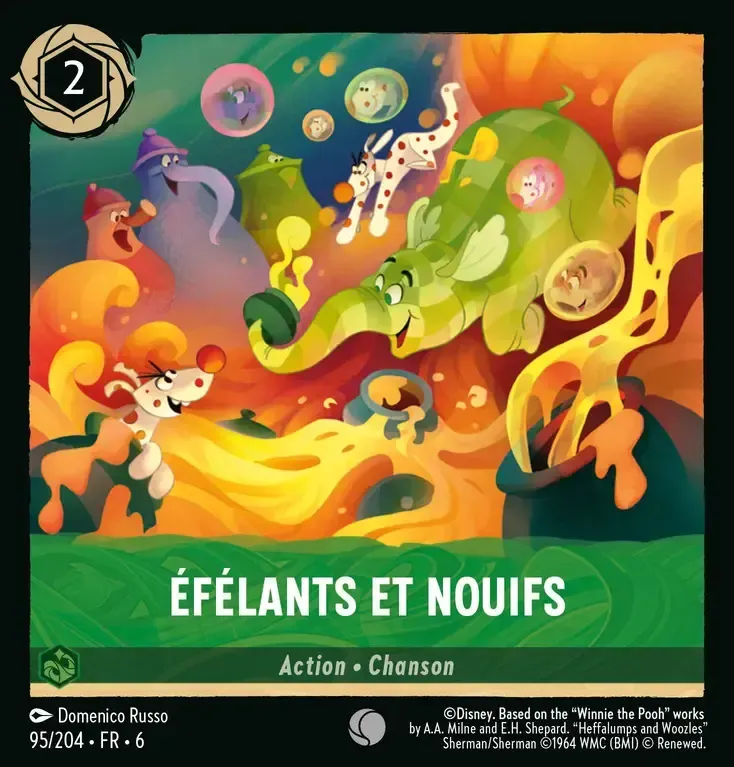 2
ÉFÉLANTS ET NOUIFS
Action • Chanson
Domenico Russo
95/204 • FR • 6
©Disney. Based on the "Winnie the Pooh" works
by A.A. Milne and E.H. Shepard. "Heffalumps and Woozles"
Sherman/Sherman ©1964 WMC (BMI) © Renewed.